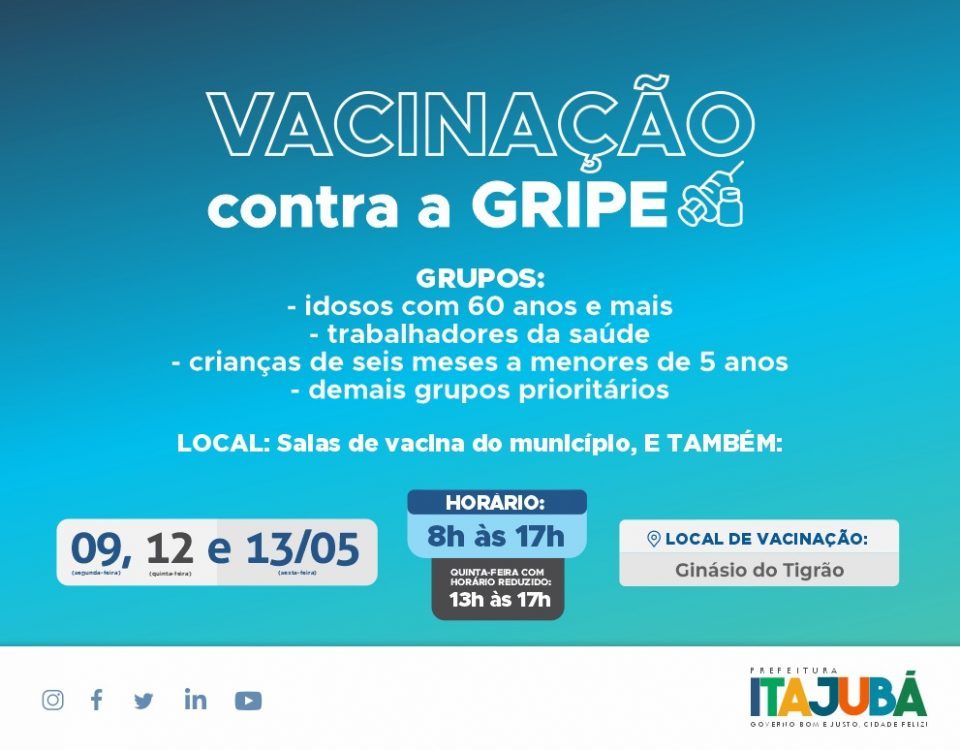 VACINAÇÃO
contra a GRIPE
GRUPOS:
- idosos com 60 anos e mais
- trabalhadores da saúde
- crianças de seis meses a menores de 5 anos
- demais grupos prioritários
LOCAL: Salas de vacina do município, E TAMBÉM:
09, 12 e 13/05
(segunda-feira) (quinta-feira) (sexta-feira)
HORÁRIO:
8h às 17h
QUINTA-FEIRA COM
HORÁRIO REDUZIDO:
13h às 17h
LOCAL DE VACINAÇÃO:
Ginásio do Tigrão
PREFEITURA
ITAJUBÁ
GOVERNO BOM E JUSTO, CIDADE FELIZ!